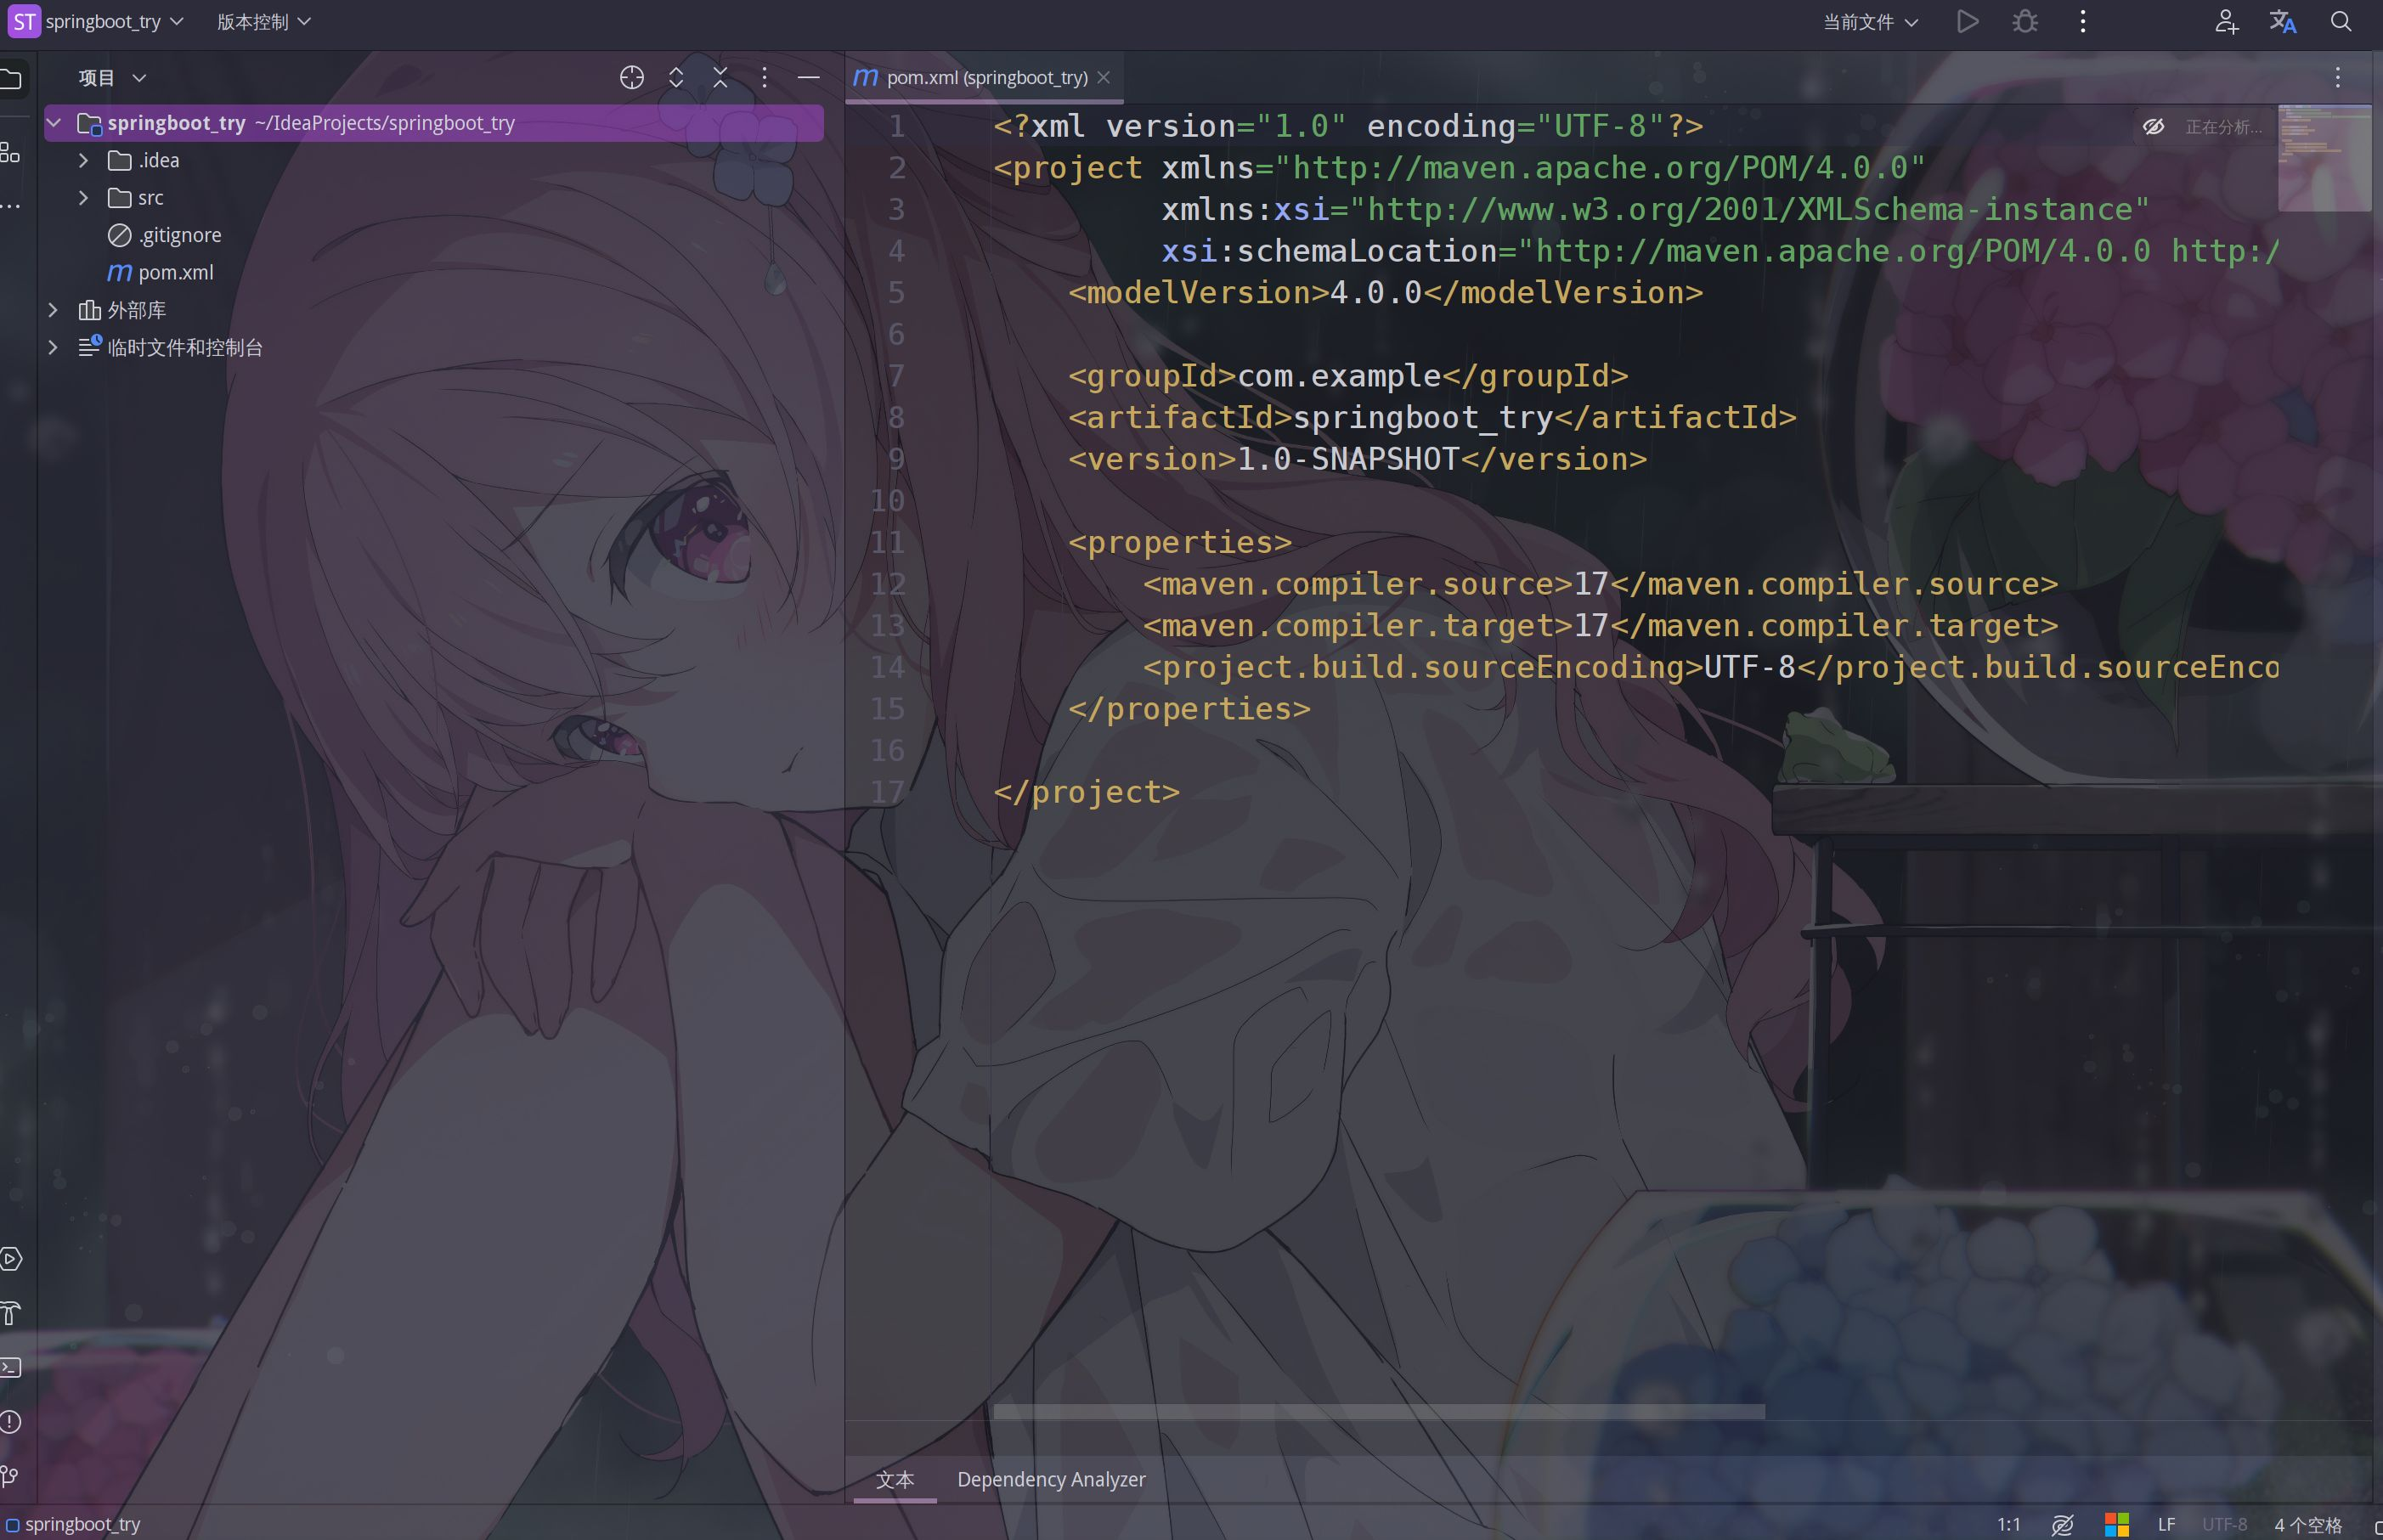 ST springboot_try 版本控制 当前文件
项目
springboot_try ~/IdeaProjects/springboot_try
.idea
src
.gitignore
m pom.xml
外部库
临时文件和控制台
m pom.xml (springboot_try)
正在分析...
1 <?xml version="1.0" encoding="UTF-8"?>
2 <project xmlns="http://maven.apache.org/POM/4.0.0"
3 xmlns:xsi="http://www.w3.org/2001/XMLSchema-instance"
4 xsi:schemaLocation="http://maven.apache.org/POM/4.0.0 http:/
5 <modelVersion>4.0.0</modelVersion>
6
7 <groupId>com.example</groupId>
8 <artifactId>springboot_try</artifactId>
9 <version>1.0-SNAPSHOT</version>
10
11 <properties>
12 <maven.compiler.source>17</maven.compiler.source>
13 <maven.compiler.target>17</maven.compiler.target>
14 <project.build.sourceEncoding>UTF-8</project.build.sourceEnco
15 </properties>
16
17 </project>
文本 Dependency Analyzer
springboot_try 1:1 LF UTF-8 4 个空格